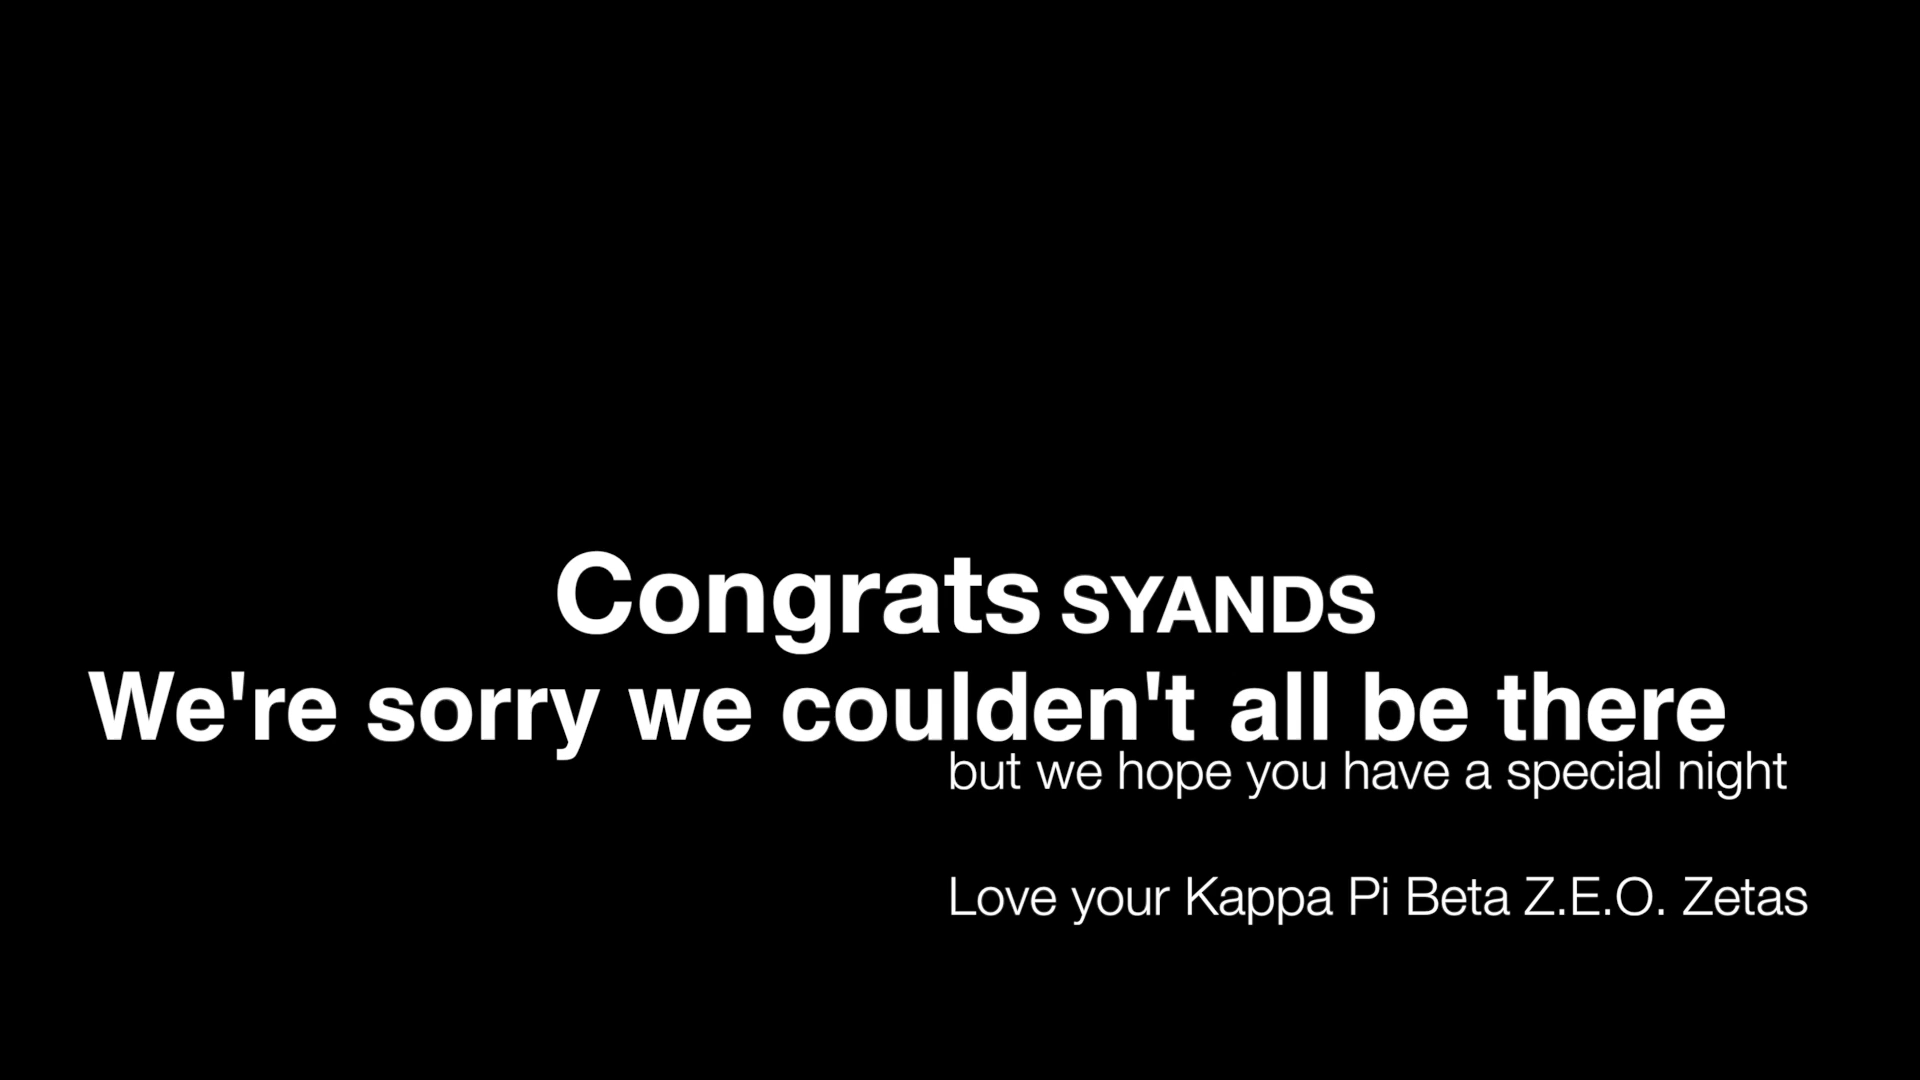 Congrats SYANDS
We're sorry we coulden't all be there
but we hope you have a special night
Love your Kappa Pi Beta Z.E.O. Zetas